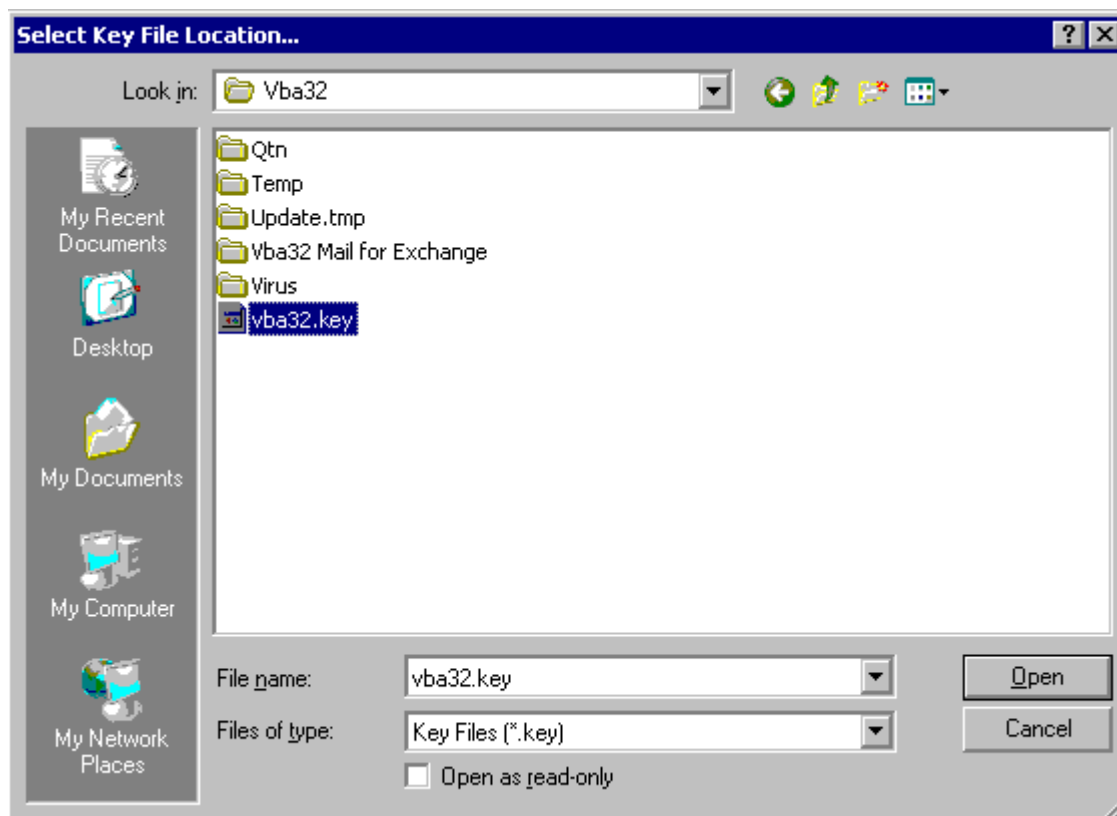 Select Key File Location...
Look in: Vba32
My Recent
Documents
Desktop
My Documents
My Computer
My Network
Places
Qtn
Temp
Update.tmp
Vba32 Mail for Exchange
Virus
vba32.key
File name: vba32.key Open
Files of type: Key Files (*.key) Cancel
Open as read-only